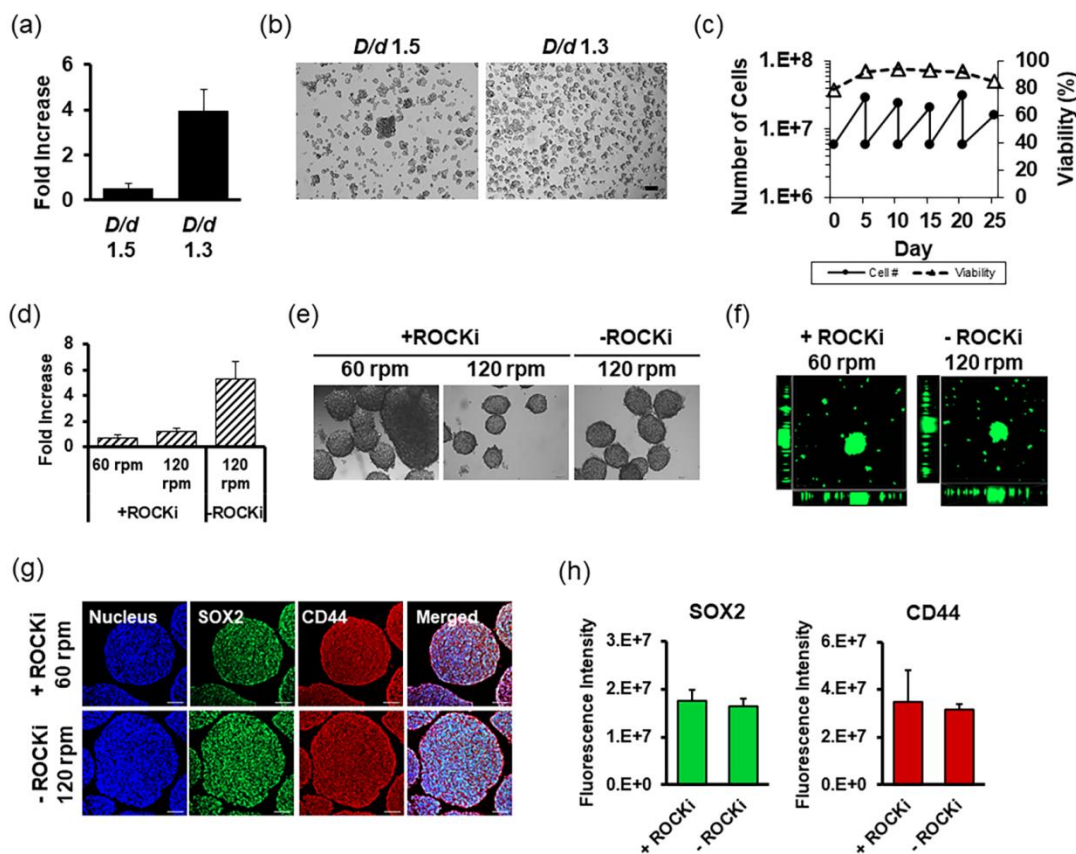 (a)
6
4
2
0
Fold Increase
D/d 1.5
D/d 1.3
(b)
D/d 1.5
D/d 1.3
(c)
1.E+8
1.E+7
1.E+6
Number of Cells
100
80
60
40
20
0
Viability (%)
0 5 10 15 20 25
Day
Cell # Viability
(d)
8
6
4
2
0
Fold Increase
60 rpm
120 rpm
120 rpm
+ROCKi
-ROCKi
(e)
+ROCKi
-ROCKi
60 rpm
120 rpm
120 rpm
(f)
+ ROCKi
60 rpm
- ROCKi
120 rpm
(g)
Nucleus
SOX2
CD44
Merged
+ ROCKi
60 rpm
- ROCKi
120 rpm
(h)
SOX2
3.E+7
2.E+7
1.E+7
0.E+0
Fluorescence Intensity
+ ROCKi
- ROCKi
CD44
6.E+7
4.E+7
2.E+7
0.E+0
Fluorescence Intensity
+ ROCKi
- ROCKi